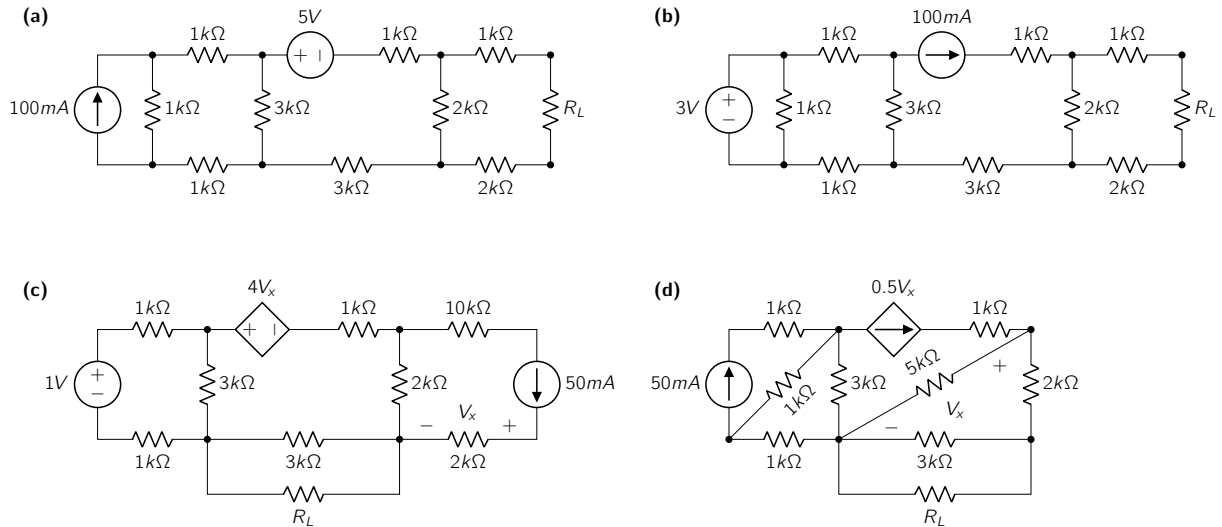 (a) 5V (b) 100mA
1kΩ 1kΩ 1kΩ 1kΩ 1kΩ 1kΩ
+ −
100mA 1kΩ 3kΩ 2kΩ R_L 3V + − 1kΩ 3kΩ 2kΩ R_L
1kΩ 3kΩ 2kΩ 1kΩ 3kΩ 2kΩ
(c) 4V_x (d) 0.5V_x
1kΩ 1kΩ 10kΩ 1kΩ 1kΩ
+ −
1V + − 3kΩ 2kΩ 50mA 50mA 1kΩ 3kΩ 5kΩ + 2kΩ
− V_x + − V_x
1kΩ 3kΩ 2kΩ 1kΩ 3kΩ
R_L R_L